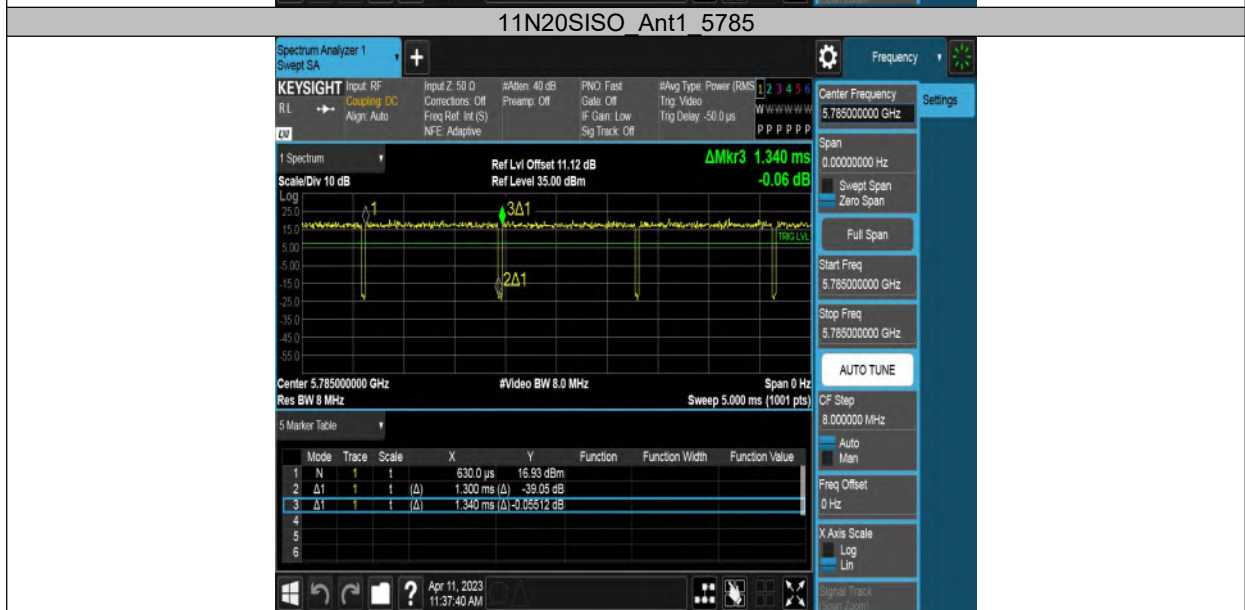 11N20SISO_Ant1_5785
Spectrum Analyzer 1
Swept SA
Frequency
KEYSIGHT
RL
LXI
Input: RF
Coupling: DC
Align: Auto
Input Z: 50 Ω
Corrections: Off
Freq Ref: Int (S)
NFE: Adaptive
#Atten: 40 dB
Preamp: Off
PNO: Fast
Gate: Off
IF Gain: Low
Sig Track: Off
#Avg Type: Power (RMS
Trig: Video
Trig Delay: -50.0 µs
1 2 3 4 5 6
W W W W W W
P P P P P P
1 Spectrum
Scale/Div 10 dB
Ref Lvl Offset 11.12 dB
Ref Level 35.00 dBm
ΔMkr3 1.340 ms
-0.06 dB
Log
25.0
15.0
5.00
-5.00
-15.0
-25.0
-35.0
-45.0
-55.0
1
3Δ1
2Δ1
TRIG LVL
Center 5.785000000 GHz
#Video BW 8.0 MHz
Span 0 Hz
Res BW 8 MHz
Sweep 5.000 ms (1001 pts)
5 Marker Table
Mode Trace Scale X Y Function Function Width Function Value
1 N 1 t 630.0 µs 16.93 dBm
2 Δ1 1 t (Δ) 1.300 ms (Δ) -39.05 dB
3 Δ1 1 t (Δ) 1.340 ms (Δ) -0.05512 dB
4
5
6
Apr 11, 2023
11:37:40 AM
Center Frequency
5.785000000 GHz
Settings
Span
0.00000000 Hz
Swept Span
Zero Span
Full Span
Start Freq
5.785000000 GHz
Stop Freq
5.785000000 GHz
AUTO TUNE
CF Step
8.000000 MHz
Auto
Man
Freq Offset
0 Hz
X Axis Scale
Log
Lin
Signal Track
(Span Zoom)